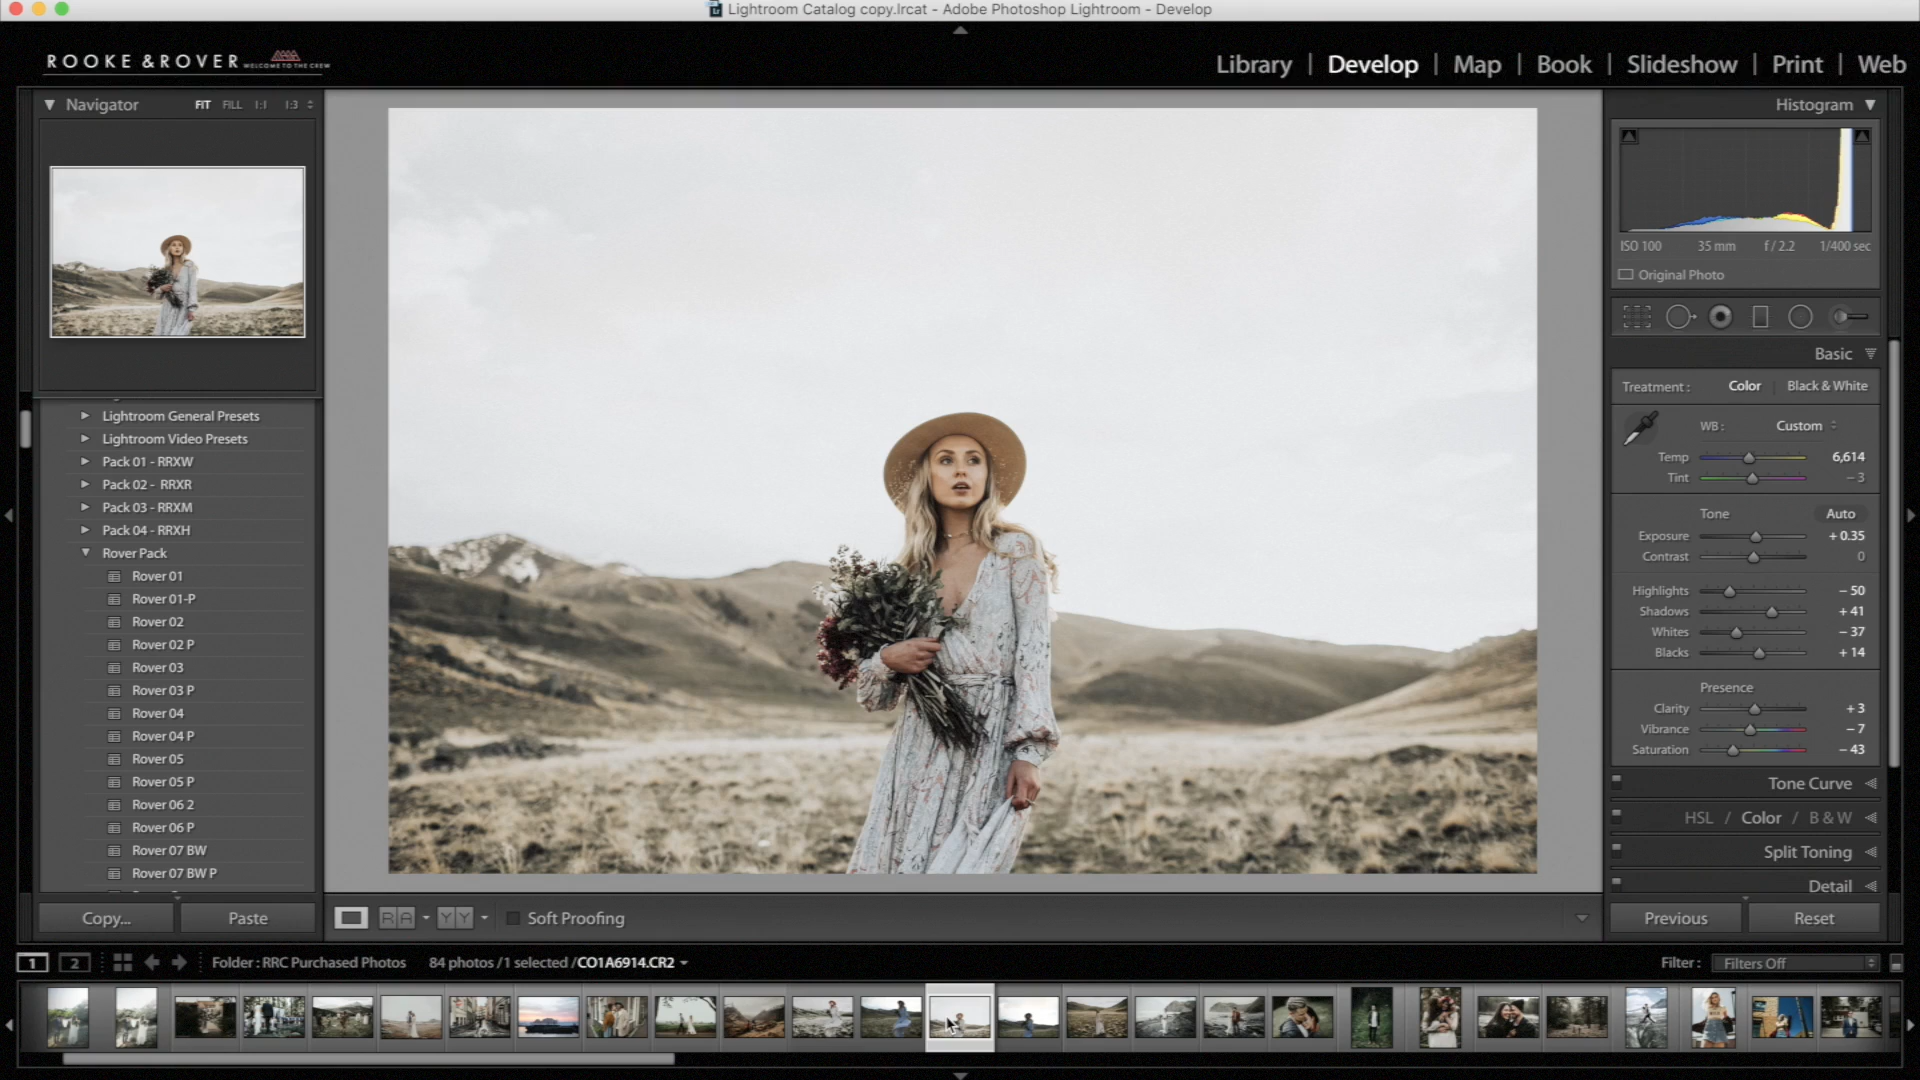 Lightroom Catalog copy.lrcat - Adobe Photoshop Lightroom - Develop
ROOKE & ROVER WELCOME TO THE CREW
Library | Develop | Map | Book | Slideshow | Print | Web
Navigator FIT FILL 1:1 1:3
Histogram
ISO 100 35 mm f / 2.2 1/400 sec
Original Photo
Basic
Treatment : Color Black & White
WB : Custom
Temp 6,614
Tint – 3
Tone Auto
Exposure + 0.35
Contrast 0
Highlights – 50
Shadows + 41
Whites – 37
Blacks + 14
Presence
Clarity + 3
Vibrance – 7
Saturation – 43
Tone Curve
HSL / Color / B & W
Split Toning
Detail
Previous Reset
Lightroom General Presets
Lightroom Video Presets
Pack 01 - RRXW
Pack 02 - RRXR
Pack 03 - RRXM
Pack 04 - RRXH
Rover Pack
Rover 01
Rover 01-P
Rover 02
Rover 02 P
Rover 03
Rover 03 P
Rover 04
Rover 04 P
Rover 05
Rover 05 P
Rover 06 2
Rover 06 P
Rover 07 BW
Rover 07 BW P
Copy... Paste
R A Y Y Soft Proofing
1 2 Folder : RRC Purchased Photos 84 photos / 1 selected / CO1A6914.CR2
Filter : Filters Off